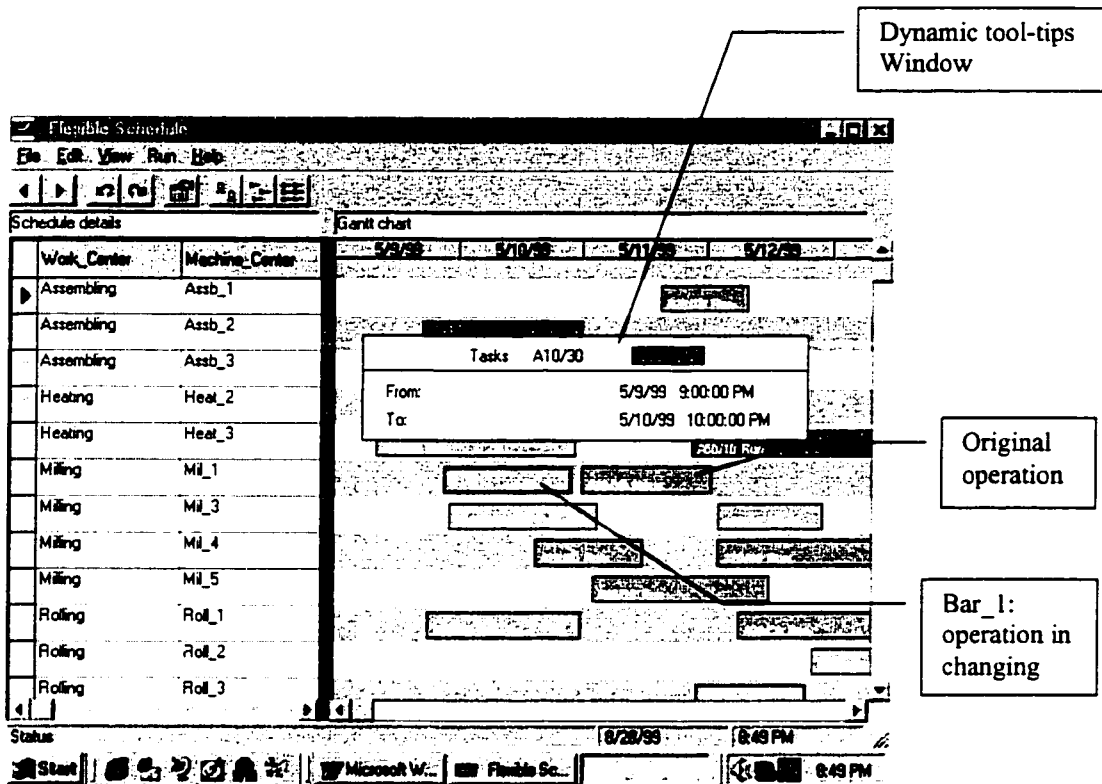 Dynamic tool-tips
Window
Flexible Schedule
File Edit View Run Help
Schedule details
Gantt chart
Work_Center Machine_Center
5/9/99 5/10/99 5/11/99 5/12/99
Assembling Assb_1
Assembling Assb_2
Assembling Assb_3
Tasks A10/30
From: 5/9/99 9:00:00 PM
To: 5/10/99 10:00:00 PM
Heating Heat_2
Heating Heat_3
Original
operation
Milling Mil_1
Milling Mil_3
Milling Mil_4
Milling Mil_5
Bar_1:
operation in
changing
Rolling Roll_1
Rolling Roll_2
Rolling Roll_3
Status 8/28/99 8:49 PM
Start Microsoft W... Flexible Sc... 8:49 PM